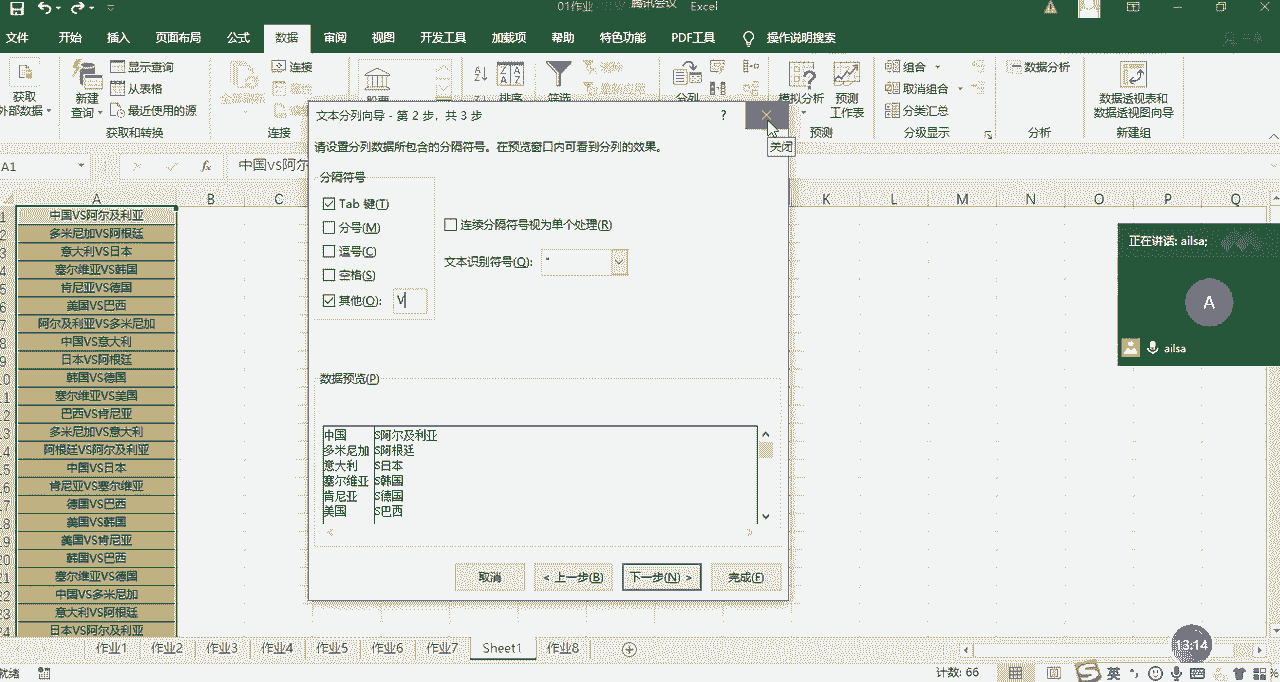 01作业 腾讯会议 Excel
文件 开始 插入 页面布局 公式 数据 审阅 视图 开发工具 加载项 帮助 特色功能 PDF工具 操作说明搜索
获取
外部数据
新建
查询
显示查询
从表格
最近使用的源
获取和转换
连接
连接
排序
筛选
分列
模拟分析
预测
工作表
预测
组合
取消组合
分类汇总
分级显示
数据分析
分析
数据透视表和
数据透视图向导
新建组
A1
fx
中国VS阿尔
文本分列向导 - 第 2 步，共 3 步
?
关闭
请设置分列数据所包含的分隔符号。在预览窗口内可看到分列的效果。
分隔符号
Tab 键(T)
分号(M)
逗号(C)
空格(S)
其他(O): V
连续分隔符号视为单个处理(R)
文本识别符号(Q): "
数据预览(P)
中国 S阿尔及利亚
多米尼加 S阿根廷
意大利 S日本
塞尔维亚 S韩国
肯尼亚 S德国
美国 S巴西
取消 < 上一步(B) 下一步(N) > 完成(F)
A B C K L M N O P Q
1 中国VS阿尔及利亚
2 多米尼加VS阿根廷
3 意大利VS日本
4 塞尔维亚VS韩国
5 肯尼亚VS德国
6 美国VS巴西
7 阿尔及利亚VS多米尼加
8 中国VS意大利
9 日本VS阿根廷
10 韩国VS德国
11 塞尔维亚VS美国
12 巴西VS肯尼亚
13 多米尼加VS意大利
14 阿根廷VS阿尔及利亚
15 中国VS日本
16 肯尼亚VS塞尔维亚
17 德国VS巴西
18 美国VS韩国
19 美国VS肯尼亚
20 韩国VS巴西
21 塞尔维亚VS德国
22 中国VS多米尼加
23 意大利VS阿根廷
24 日本VS阿尔及利亚
正在讲话: ailsa;
A
ailsa
作业1 作业2 作业3 作业4 作业5 作业6 作业7 Sheet1 作业8
13:14
就绪
计数: 66
英
%